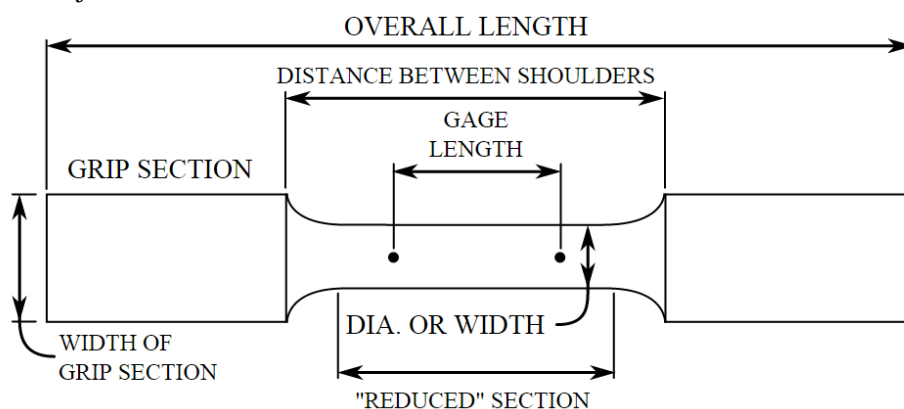 OVERALL LENGTH
DISTANCE BETWEEN SHOULDERS
GAGE
LENGTH
GRIP SECTION
DIA. OR WIDTH
WIDTH OF
GRIP SECTION
"REDUCED" SECTION